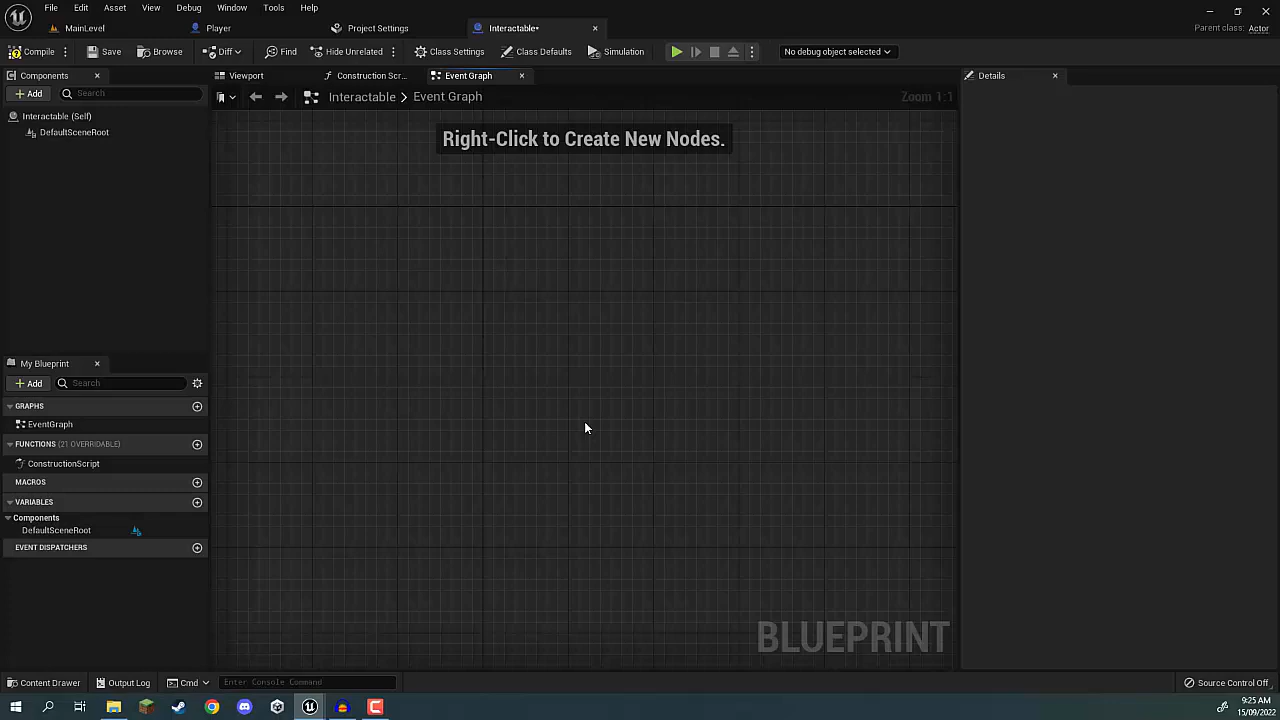 File Edit Asset View Debug Window Tools Help
MainLevel Player Project Settings Interactable*
Parent class: Actor
Compile Save Browse Diff Find Hide Unrelated Class Settings Class Defaults Simulation No debug object selected
Components
Viewport Construction Scr... Event Graph
Details
Add Search
Interactable > Event Graph
Zoom 1:1
Interactable (Self)
DefaultSceneRoot
Right-Click to Create New Nodes.
My Blueprint
Add Search
GRAPHS
EventGraph
FUNCTIONS (21 OVERRIDABLE)
ConstructionScript
MACROS
VARIABLES
Components
DefaultSceneRoot
EVENT DISPATCHERS
BLUEPRINT
Content Drawer Output Log Cmd Enter Console Command
Source Control Off
9:25 AM
15/09/2022